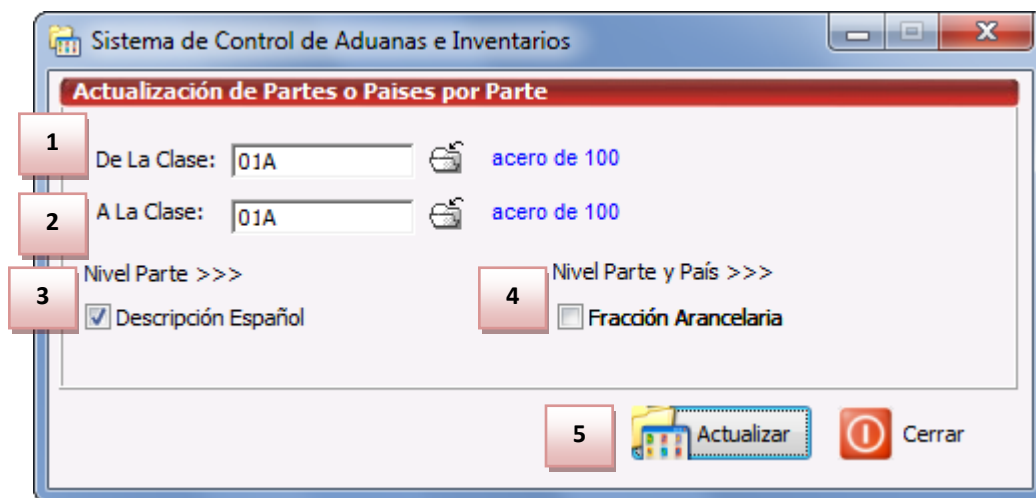 Sistema de Control de Aduanas e Inventarios
Actualización de Partes o Paises por Parte
1
De La Clase: 01A acero de 100
2
A La Clase: 01A acero de 100
Nivel Parte >>> Nivel Parte y País >>>
3 4
Descripción Español Fracción Arancelaria
5 Actualizar Cerrar